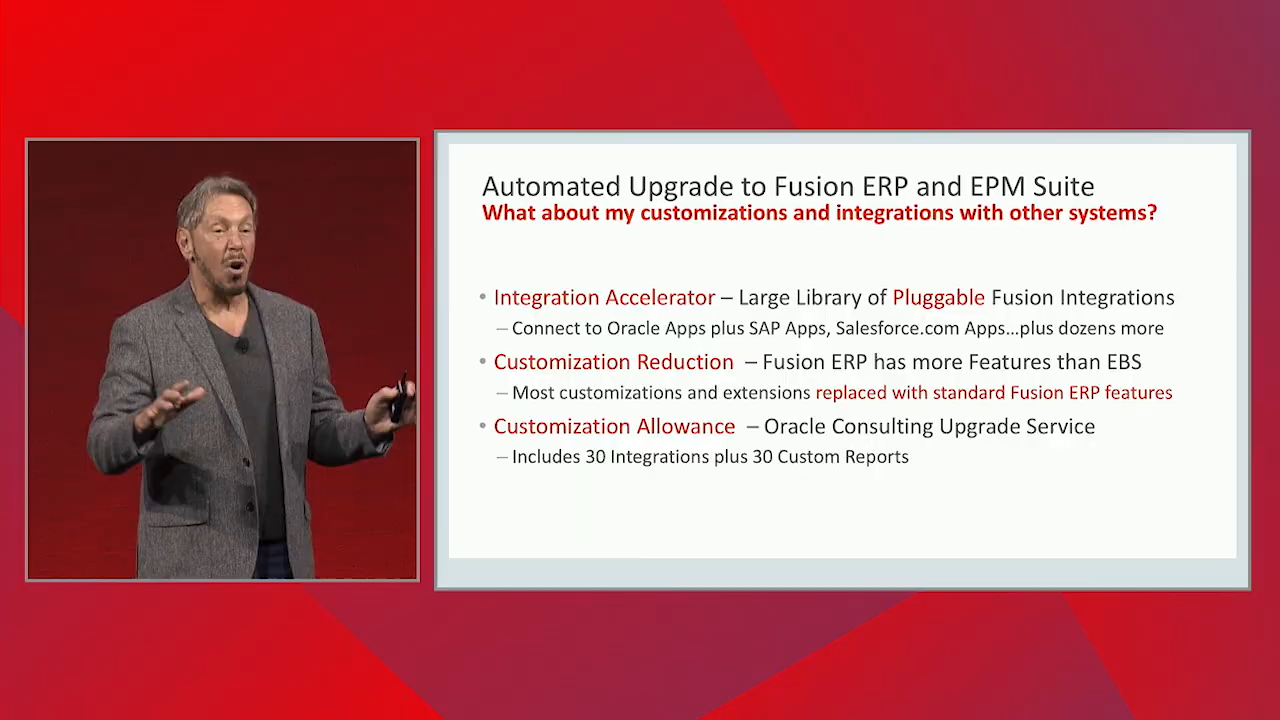 Automated Upgrade to Fusion ERP and EPM Suite
What about my customizations and integrations with other systems?
• Integration Accelerator – Large Library of Pluggable Fusion Integrations
– Connect to Oracle Apps plus SAP Apps, Salesforce.com Apps...plus dozens more
• Customization Reduction – Fusion ERP has more Features than EBS
– Most customizations and extensions replaced with standard Fusion ERP features
• Customization Allowance – Oracle Consulting Upgrade Service
– Includes 30 Integrations plus 30 Custom Reports